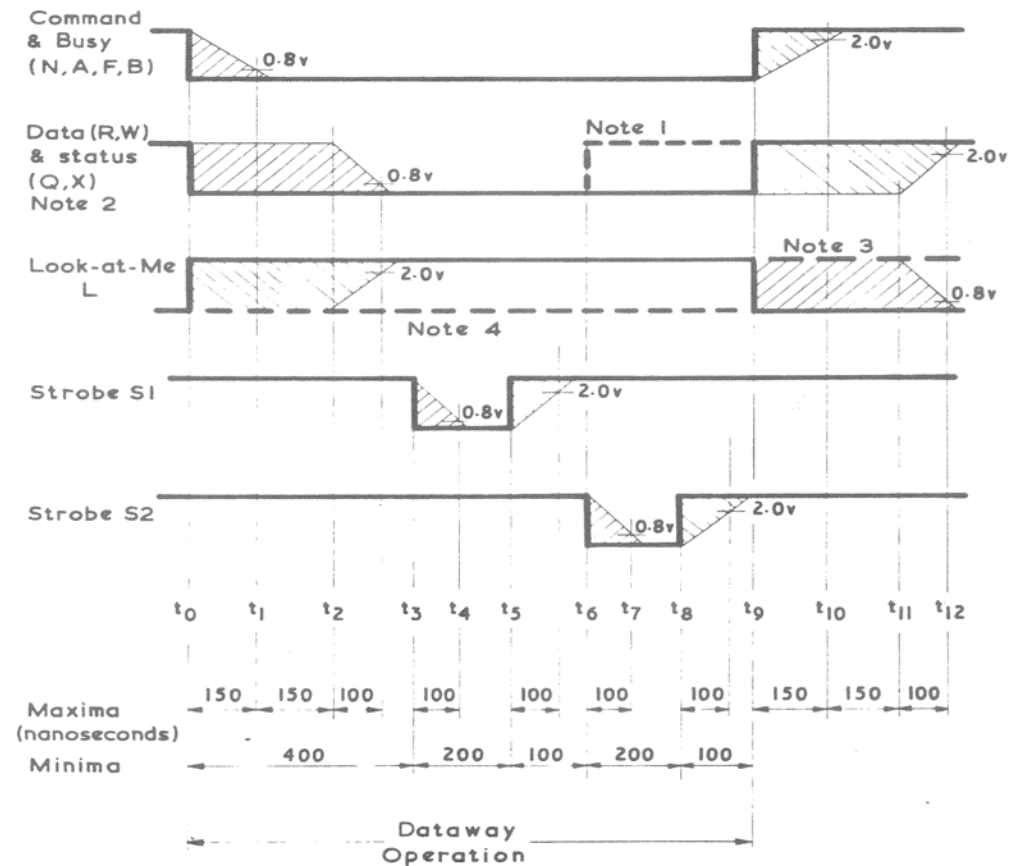 Command
& Busy
(N, A, F, B)
0.8v
2.0v
Data (R, W)
& status
(Q, X)
Note 2
0.8v
Note 1
2.0v
Look-at-Me
L
2.0v
Note 4
Note 3
0.8v
Strobe S1
0.8v
2.0v
Strobe S2
0.8v
2.0v
t0 t1 t2 t3 t4 t5 t6 t7 t8 t9 t10 t11 t12
Maxima
(nanoseconds)
150 150 100 100 100 100 100 150 150 100
Minima
400 200 100 200 100
Dataway
Operation